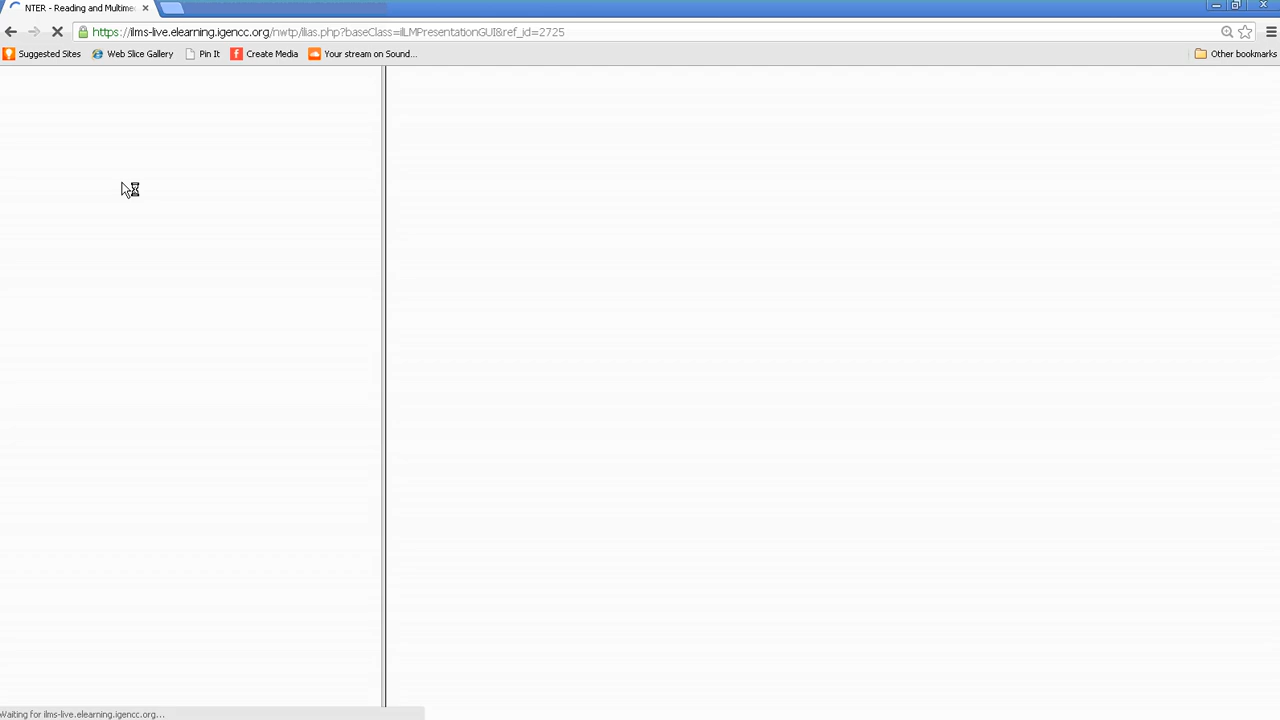 NTER - Reading and Multime
https://ilms-live.elearning.igencc.org/nwtp/ilias.php?baseClass=ilLMPresentationGUI&ref_id=2725
Suggested Sites Web Slice Gallery Pin It Create Media Your stream on Sound... Other bookmarks
Waiting for ilms-live.elearning.igencc.org...